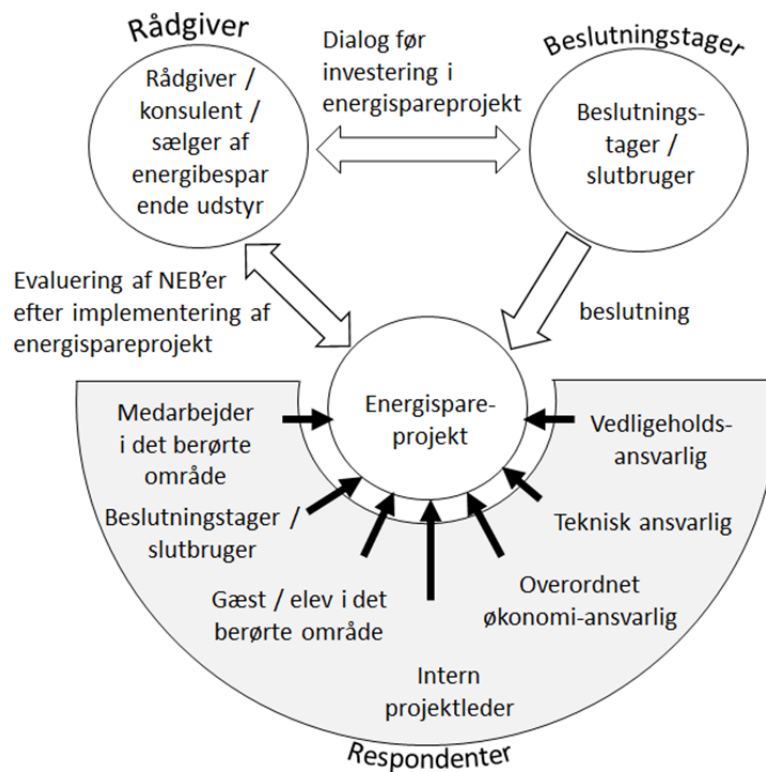 Rådgiver
Rådgiver /
konsulent /
sælger af
energibespar
ende udstyr
Dialog før
investering i
energispareprojekt
Beslutningstager
Beslutnings-
tager /
slutbruger
Evaluering af NEB’er
efter implementering af
energispareprojekt
beslutning
Energispare-
projekt
Medarbejder
i det berørte
område
Beslutningstager /
slutbruger
Gæst / elev i det
berørte område
Intern
projektleder
Overordnet
økonomi-ansvarlig
Teknisk ansvarlig
Vedligeholds-
ansvarlig
Respondenter